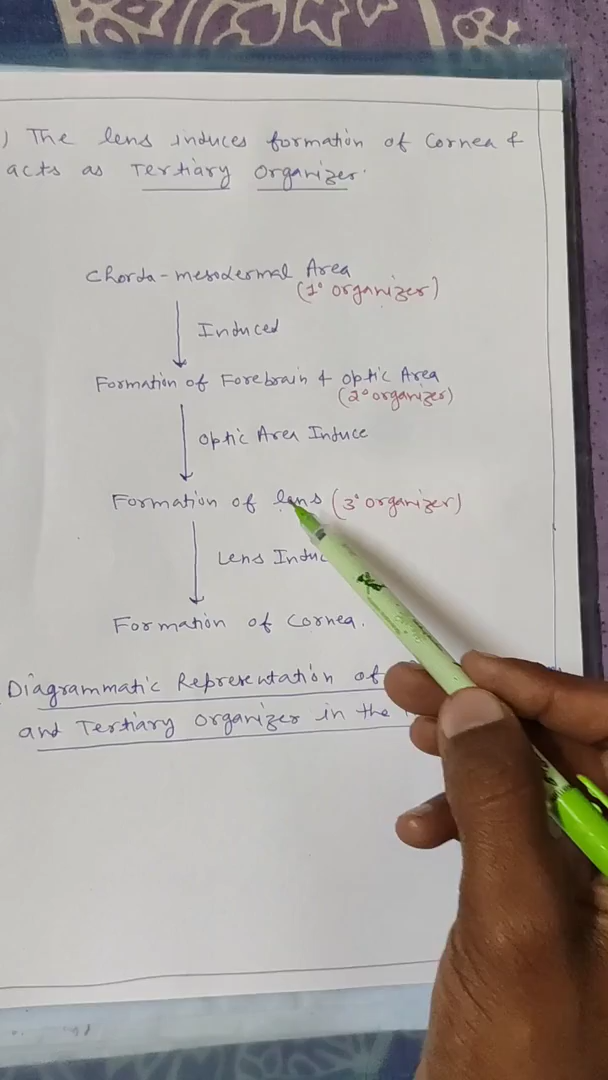 ) The lens induces formation of Cornea &
acts as Tertiary Organizer.
Chorda-mesodermal Area
(1° organizer)
Induced
Formation of Forebrain & optic Area
(2° organizer)
Optic Area Induce
Formation of lens (3° organizer)
Lens Induc
Formation of Cornea.
Diagrammatic Representation of
and Tertiary organizer in the